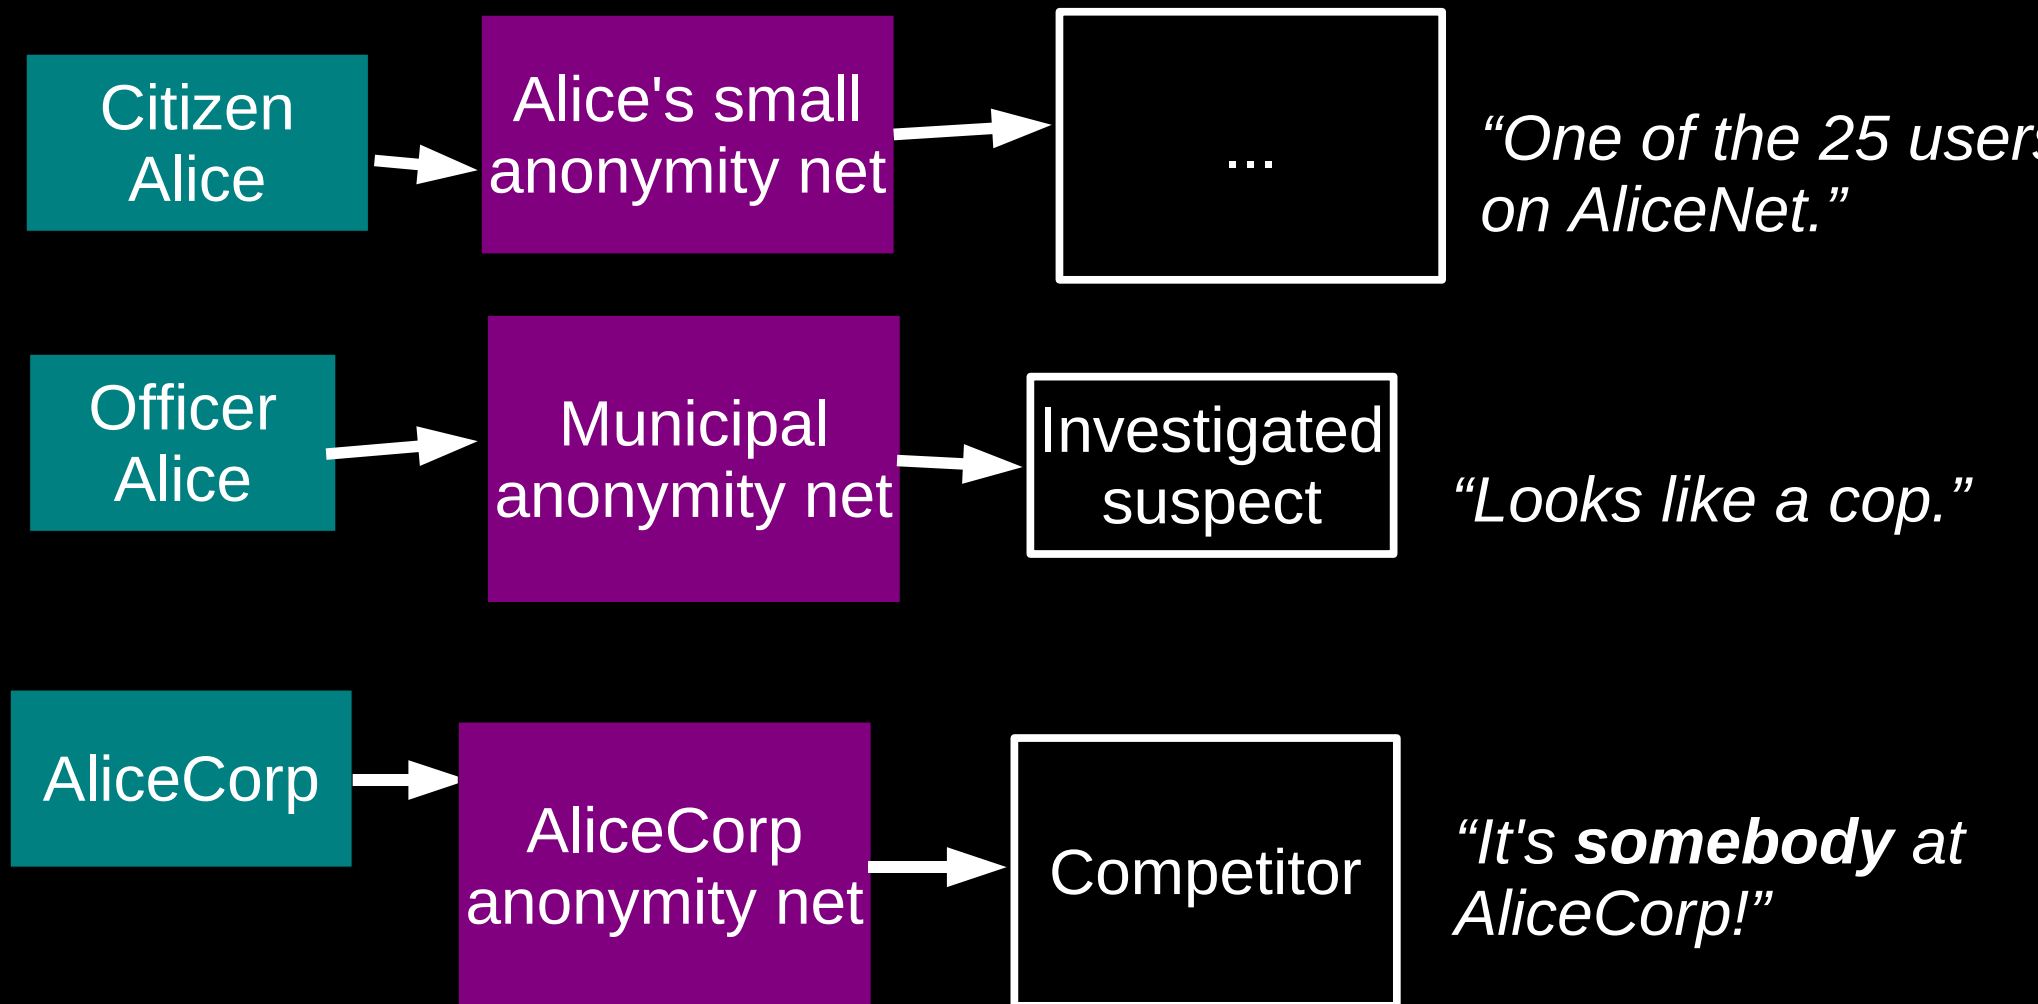 Citizen
Alice
Alice's small
anonymity net
...
“One of the 25 users
on AliceNet.”
Officer
Alice
Municipal
anonymity net
Investigated
suspect
“Looks like a cop.”
AliceCorp
AliceCorp
anonymity net
Competitor
“It's somebody at
AliceCorp!”